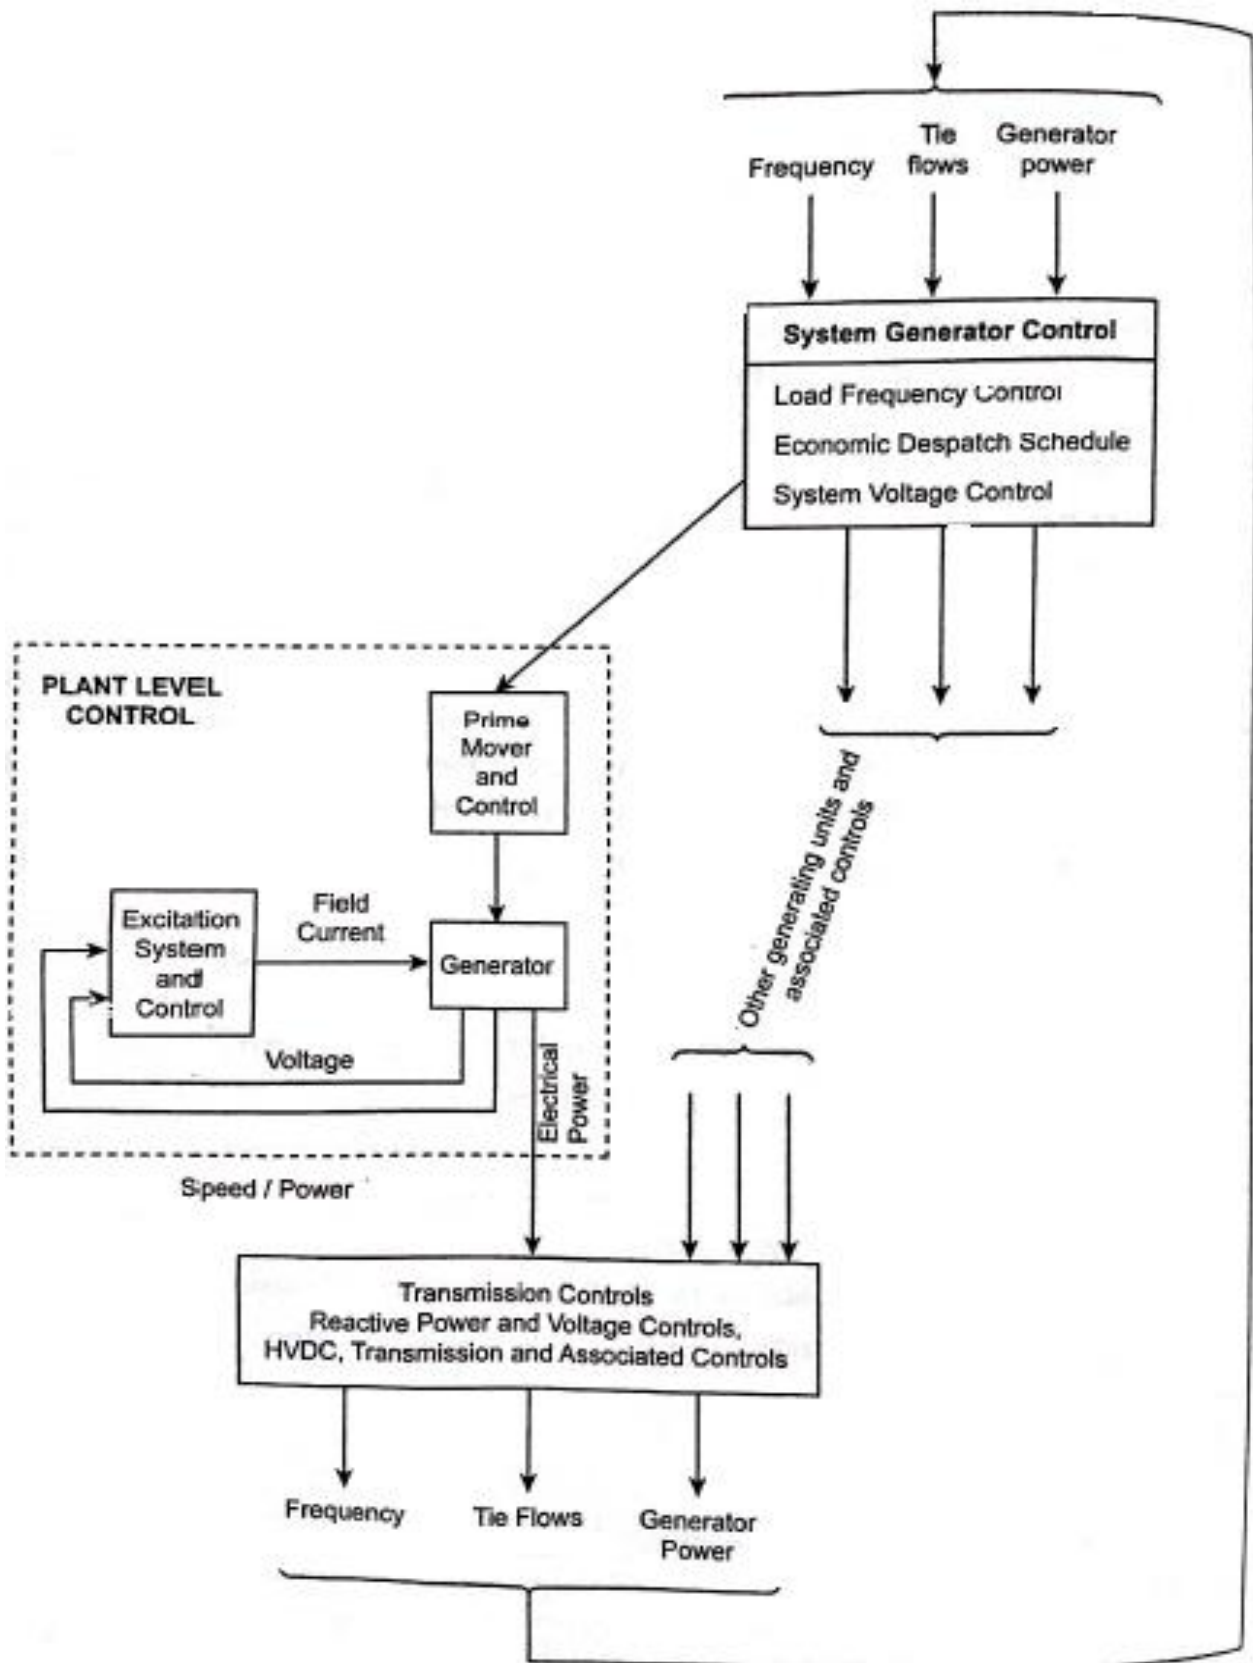 Frequency
Tie
flows
Generator
power
System Generator Control
Load Frequency Control
Economic Despatch Schedule
System Voltage Control
PLANT LEVEL
CONTROL
Prime
Mover
and
Control
Other generating units and
associated controls
Excitation
System
and
Control
Field
Current
Generator
Voltage
Electrical
Power
Speed / Power
Transmission Controls
Reactive Power and Voltage Controls,
HVDC, Transmission and Associated Controls
Frequency
Tie Flows
Generator
Power